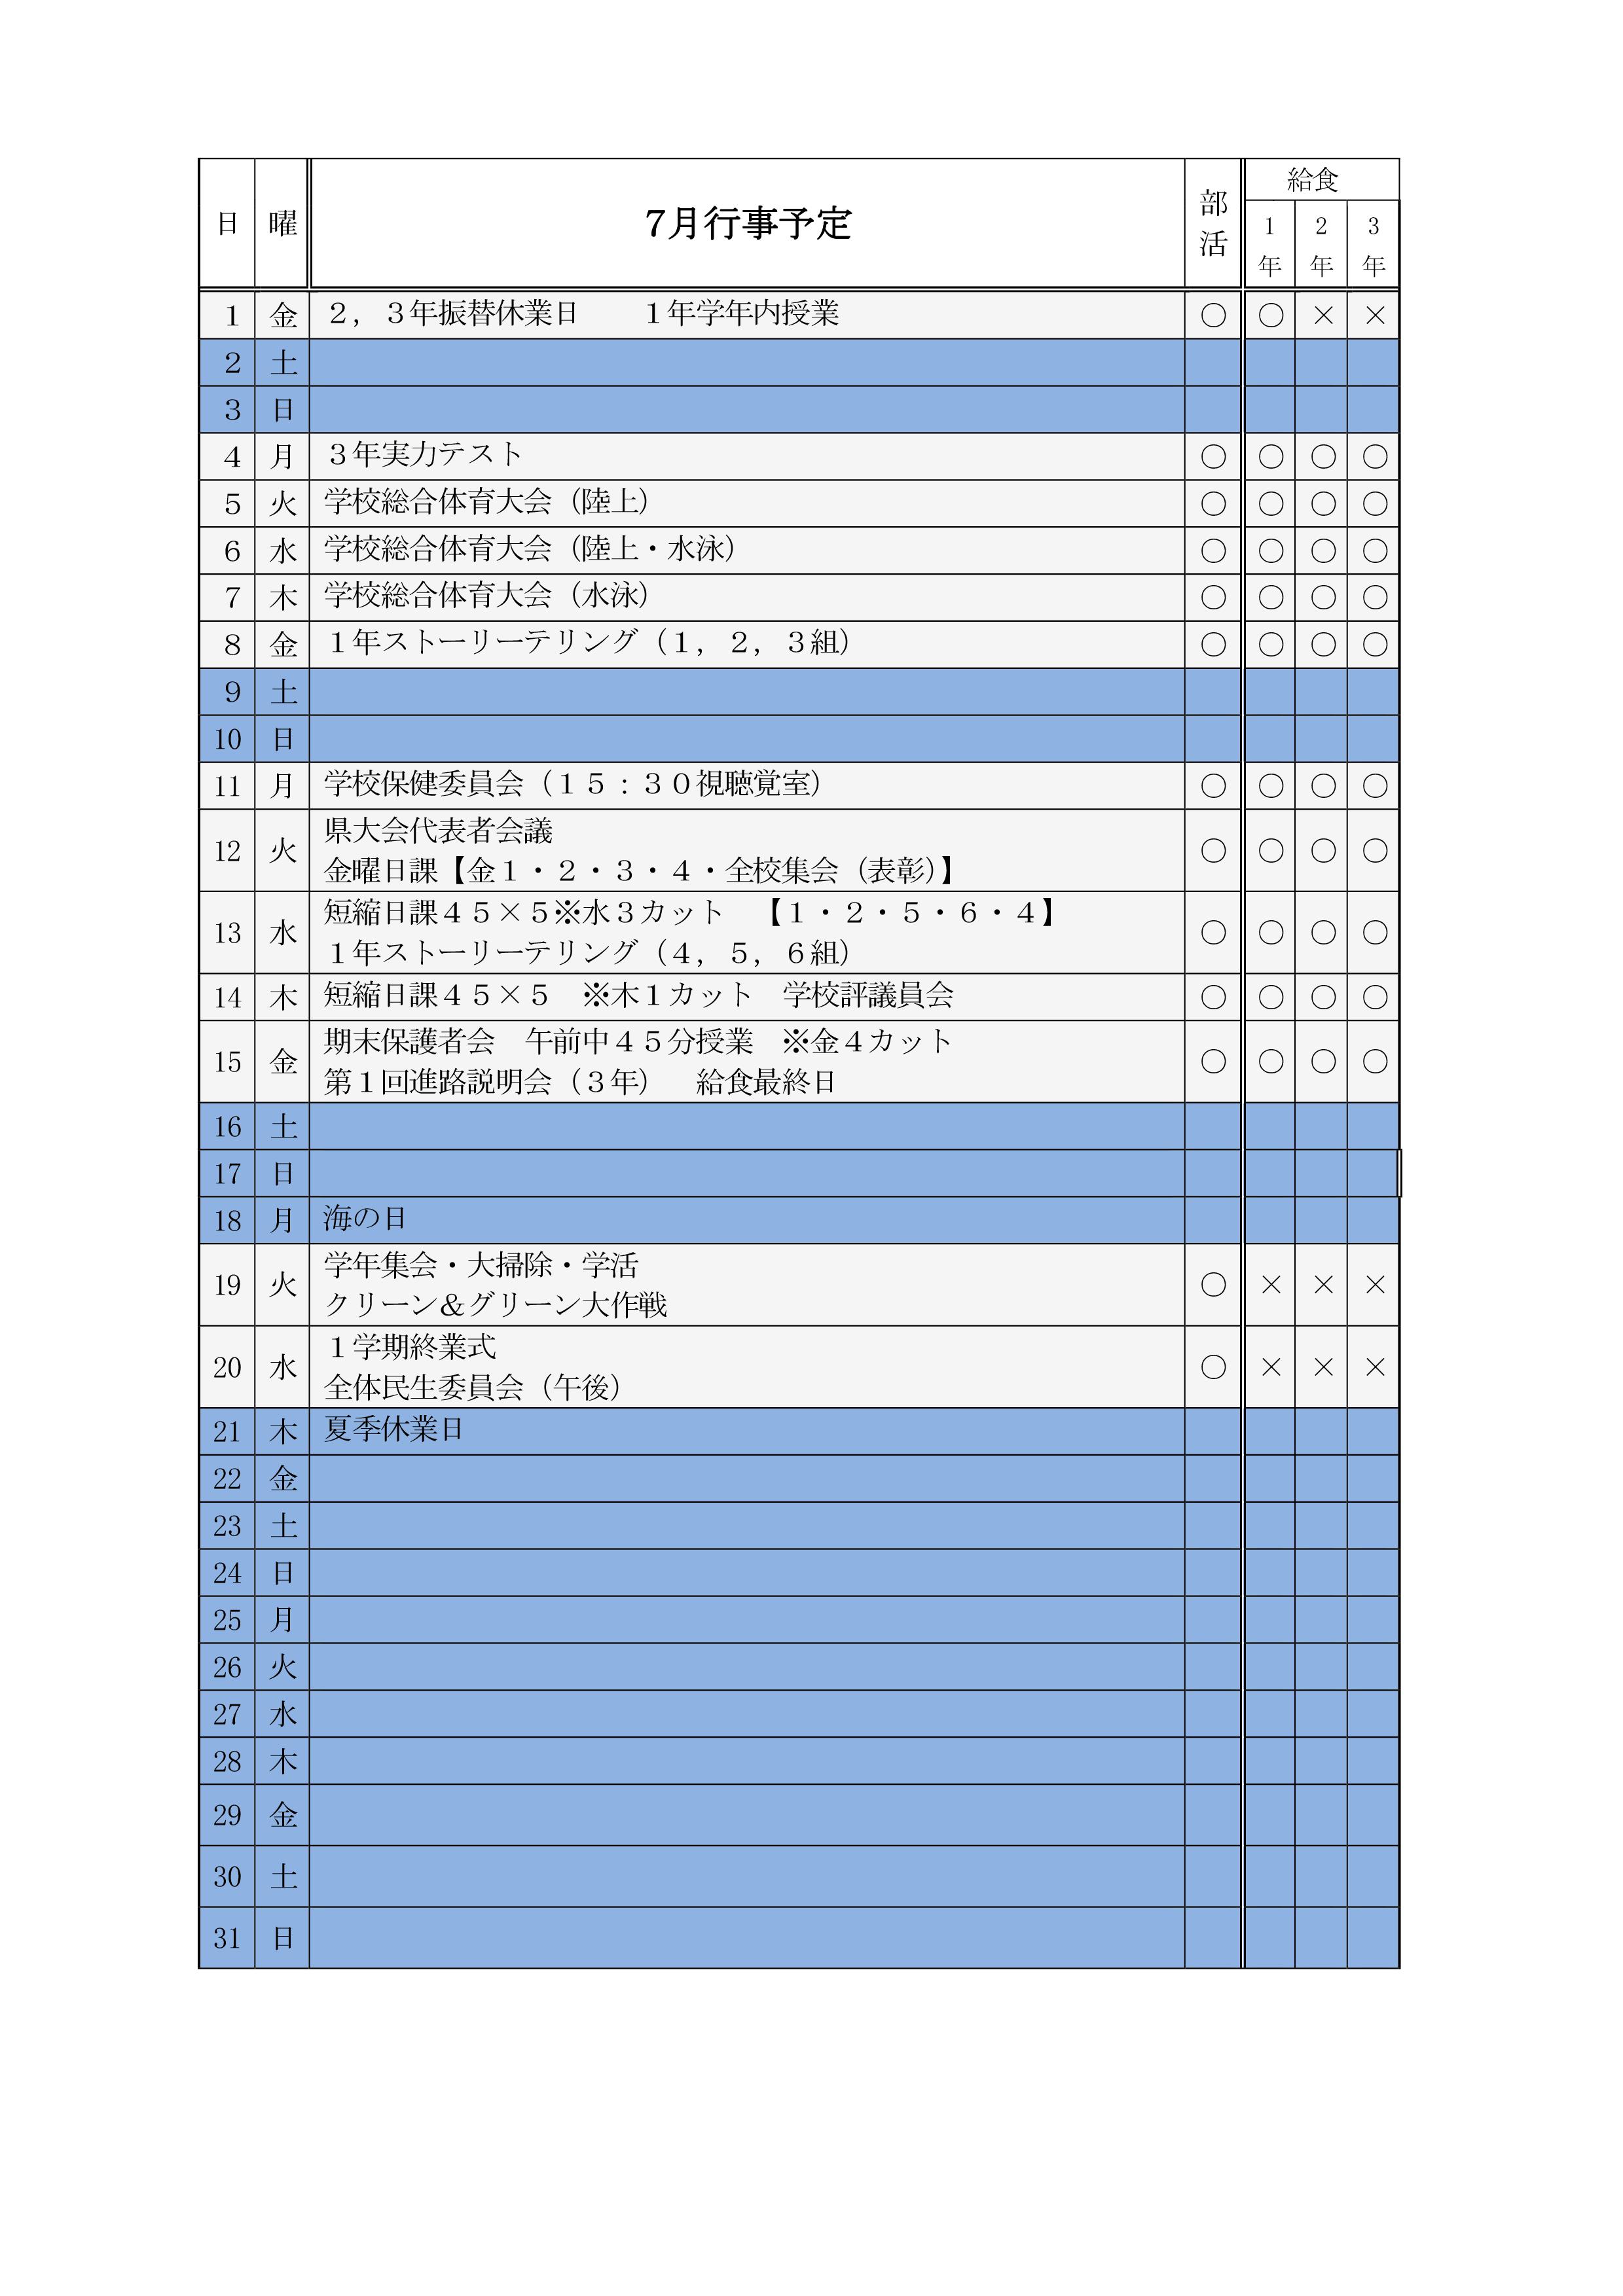 日 曜 7月行事予定 部活 給食
1年 2年 3年
1 金 ２，３年振替休業日　　１年学年内授業 ○ ○ × ×
2 土
3 日
4 月 ３年実力テスト ○ ○ ○ ○
5 火 学校総合体育大会（陸上） ○ ○ ○ ○
6 水 学校総合体育大会（陸上・水泳） ○ ○ ○ ○
7 木 学校総合体育大会（水泳） ○ ○ ○ ○
8 金 １年ストーリーテリング（１，２，３組） ○ ○ ○ ○
9 土
10 日
11 月 学校保健委員会（１５：３０視聴覚室） ○ ○ ○ ○
12 火 県大会代表者会議
金曜日課【金１・２・３・４・全校集会（表彰）】 ○ ○ ○ ○
13 水 短縮日課４５×５※水３カット　【１・２・５・６・４】
１年ストーリーテリング（４，５，６組） ○ ○ ○ ○
14 木 短縮日課４５×５　※木１カット　学校評議員会 ○ ○ ○ ○
15 金 期末保護者会　午前中４５分授業　※金４カット
第１回進路説明会（３年）　給食最終日 ○ ○ ○ ○
16 土
17 日
18 月 海の日
19 火 学年集会・大掃除・学活
クリーン＆グリーン大作戦 ○ × × ×
20 水 １学期終業式
全体民生委員会（午後） ○ × × ×
21 木 夏季休業日
22 金
23 土
24 日
25 月
26 火
27 水
28 木
29 金
30 土
31 日